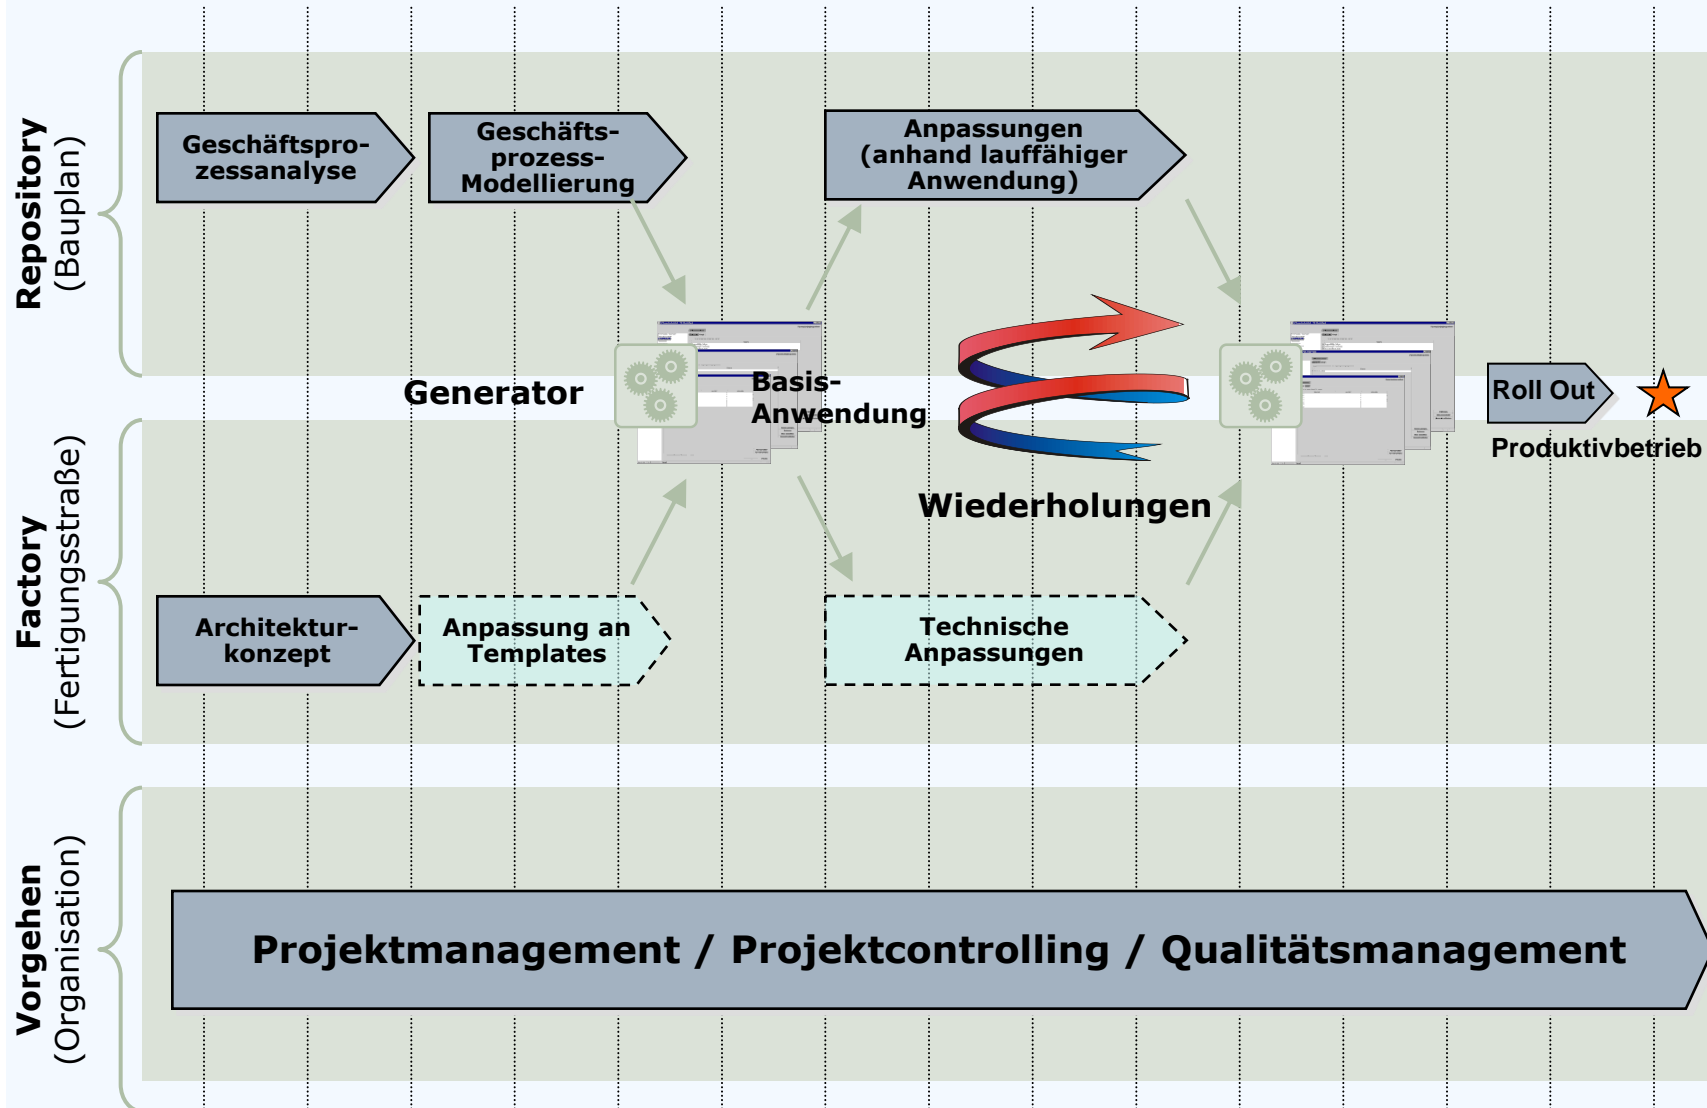 Repository
(Bauplan)
Geschäftspro-
zessanalyse
Geschäfts-
prozess-
Modellierung
Anpassungen
(anhand lauffähiger
Anwendung)
Generator
Basis-
Anwendung
Wiederholungen
Roll Out
Produktivbetrieb
Factory
(Fertigungsstraße)
Architektur-
konzept
Anpassung an
Templates
Technische
Anpassungen
Vorgehen
(Organisation)
Projektmanagement / Projektcontrolling / Qualitätsmanagement